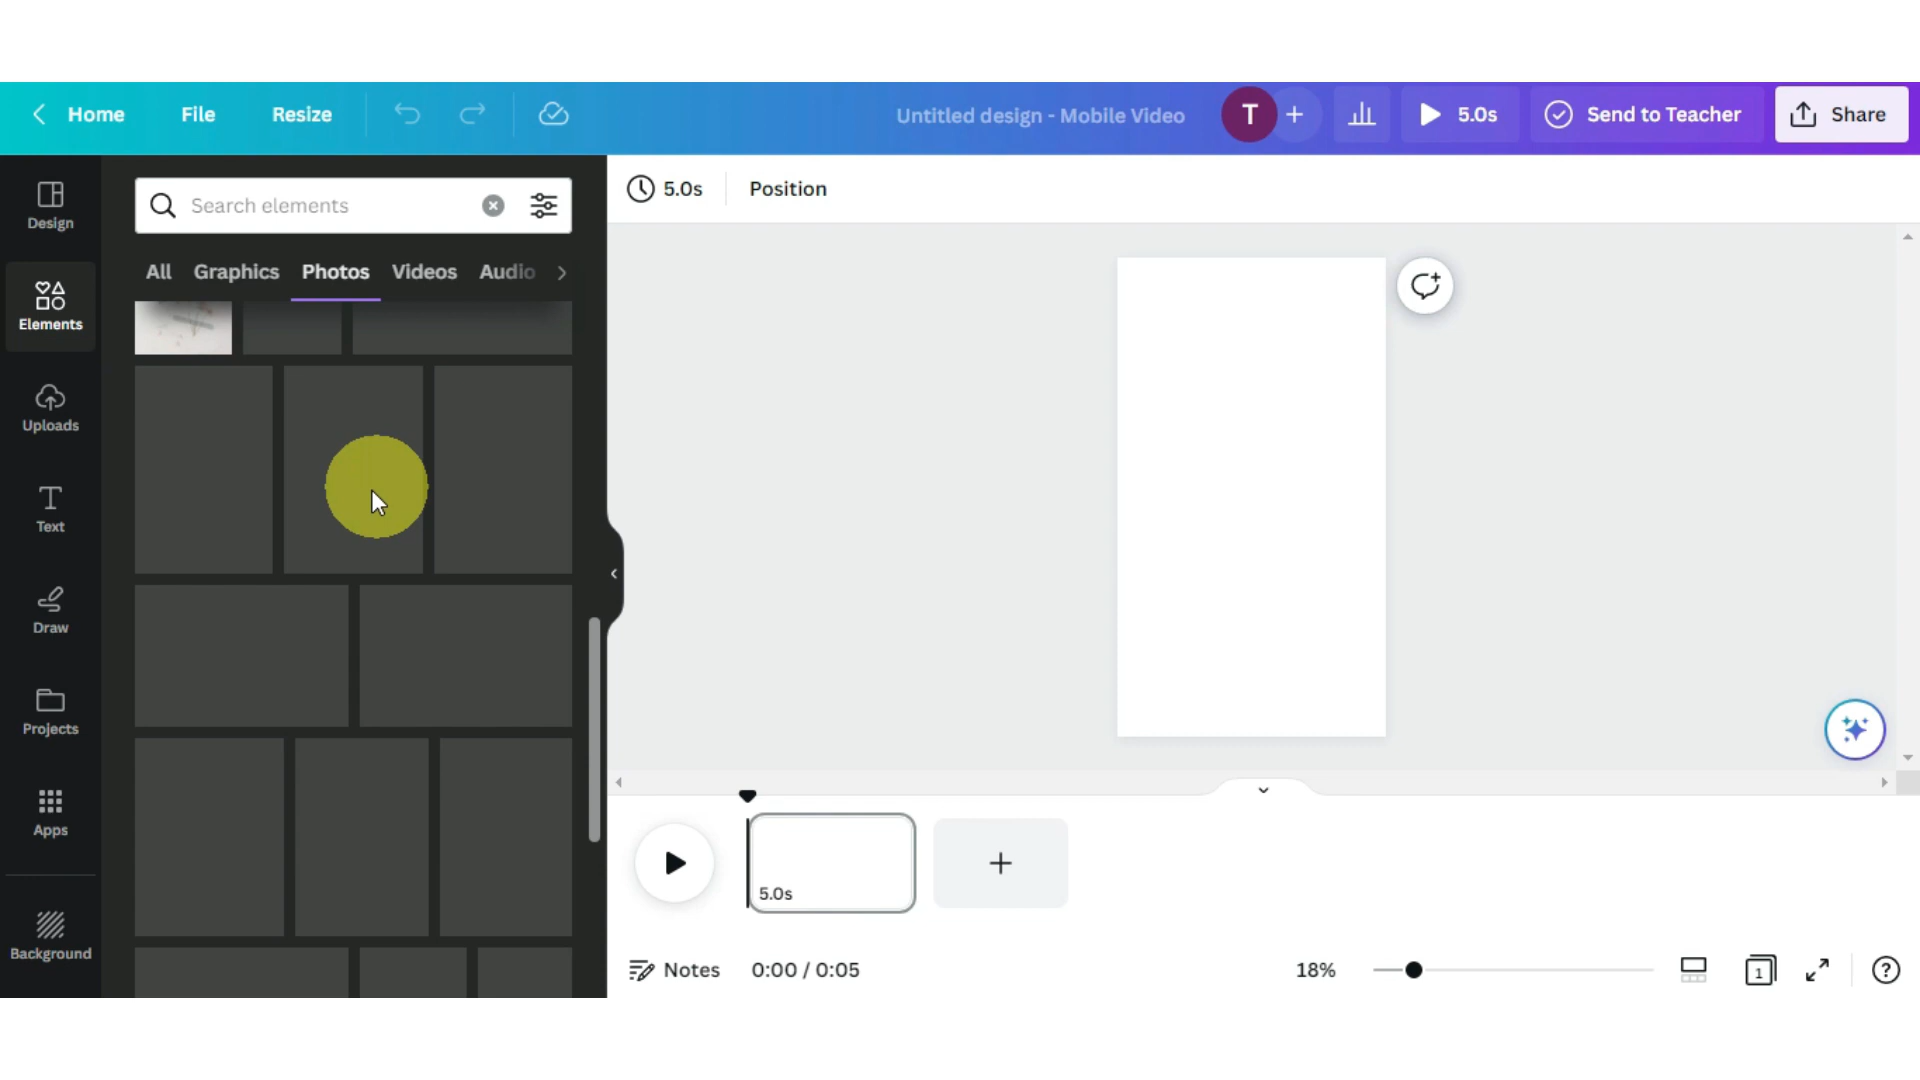 Home File Resize Untitled design - Mobile Video T + 5.0s Send to Teacher Share
Design
Elements
Uploads
Text
Draw
Projects
Apps
Background
Search elements
All Graphics Photos Videos Audio
5.0s Position
5.0s
+
Notes 0:00 / 0:05 18% 1 ?